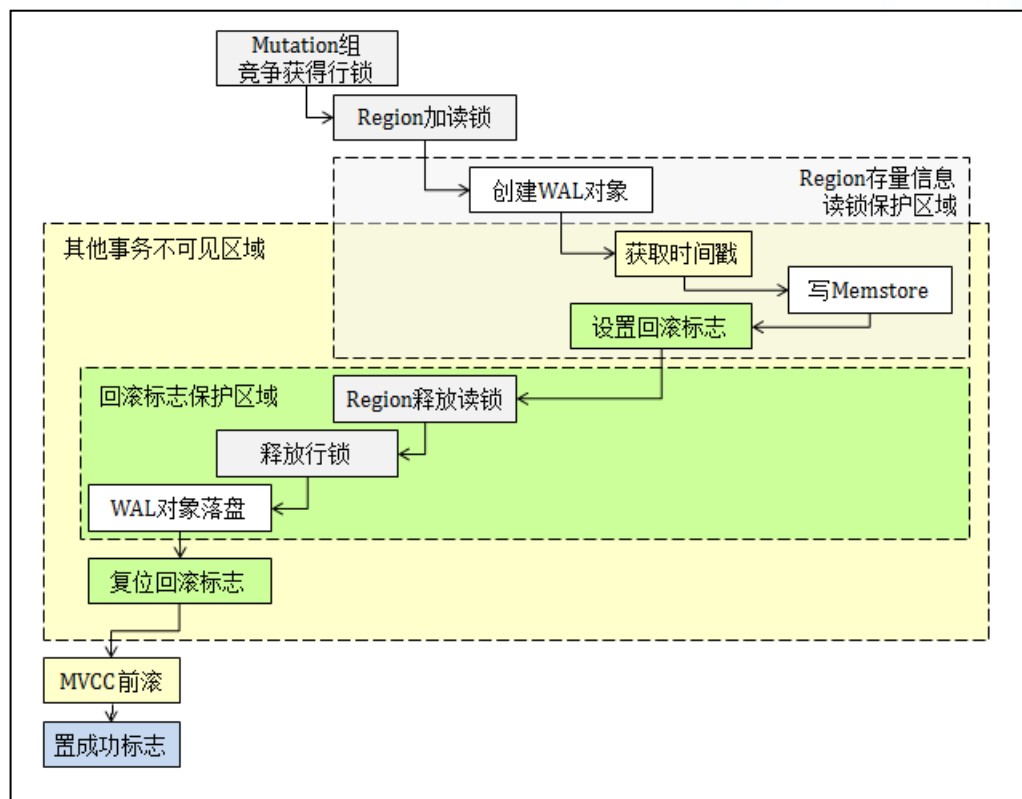 Mutation组
竞争获得行锁
Region加读锁
创建WAL对象
Region存量信息
读锁保护区域
其他事务不可见区域
获取时间戳
写Memstore
设置回滚标志
回滚标志保护区域
Region释放读锁
释放行锁
WAL对象落盘
复位回滚标志
MVCC前滚
置成功标志